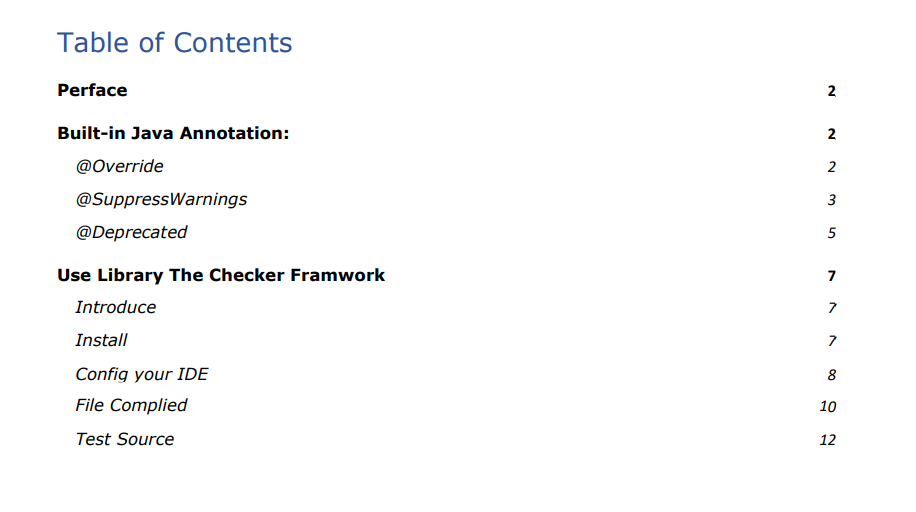 Table of Contents
Perface 2
Built-in Java Annotation: 2
@Override 2
@SuppressWarnings 3
@Deprecated 5
Use Library The Checker Framwork 7
Introduce 7
Install 7
Config your IDE 8
File Complied 10
Test Source 12